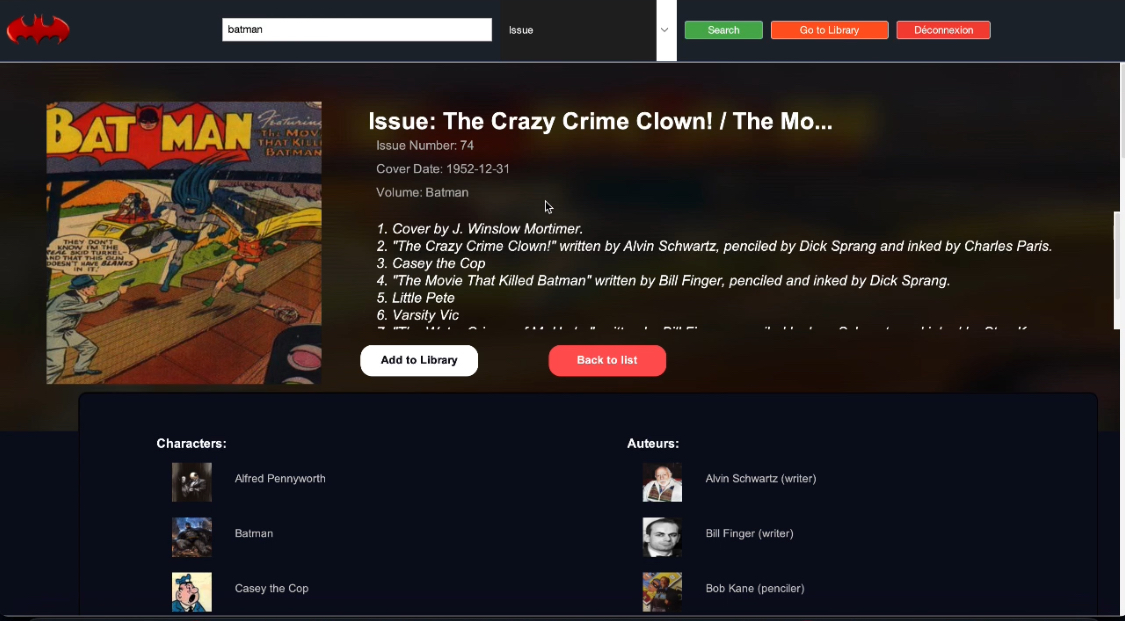 batman
Issue
Search
Go to Library
Déconnexion
BATMAN
Featuring
THE MOVIE
THAT KILLED
BATMAN
THEY DON'T
KNOW I'M THE
REAL SKID TURKEL-
AND THAT THIS GUN
DOESN'T HAVE BLANKS
IN IT!
Issue: The Crazy Crime Clown! / The Mo...
Issue Number: 74
Cover Date: 1952-12-31
Volume: Batman
1. Cover by J. Winslow Mortimer.
2. "The Crazy Crime Clown!" written by Alvin Schwartz, penciled by Dick Sprang and inked by Charles Paris.
3. Casey the Cop
4. "The Movie That Killed Batman" written by Bill Finger, penciled and inked by Dick Sprang.
5. Little Pete
6. Varsity Vic
Add to Library
Back to list
Characters:
Alfred Pennyworth
Batman
Casey the Cop
Auteurs:
Alvin Schwartz (writer)
Bill Finger (writer)
Bob Kane (penciler)